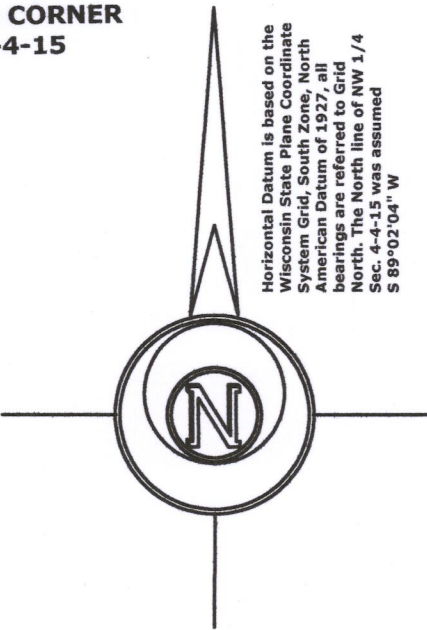 CORNER
-4-15
Horizontal Datum is based on the
Wisconsin State Plane Coordinate
System Grid, South Zone, North
American Datum of 1927, all
bearings are referred to Grid
North. The North line of NW 1/4
Sec. 4-4-15 was assumed
S 89°02'04" W
N